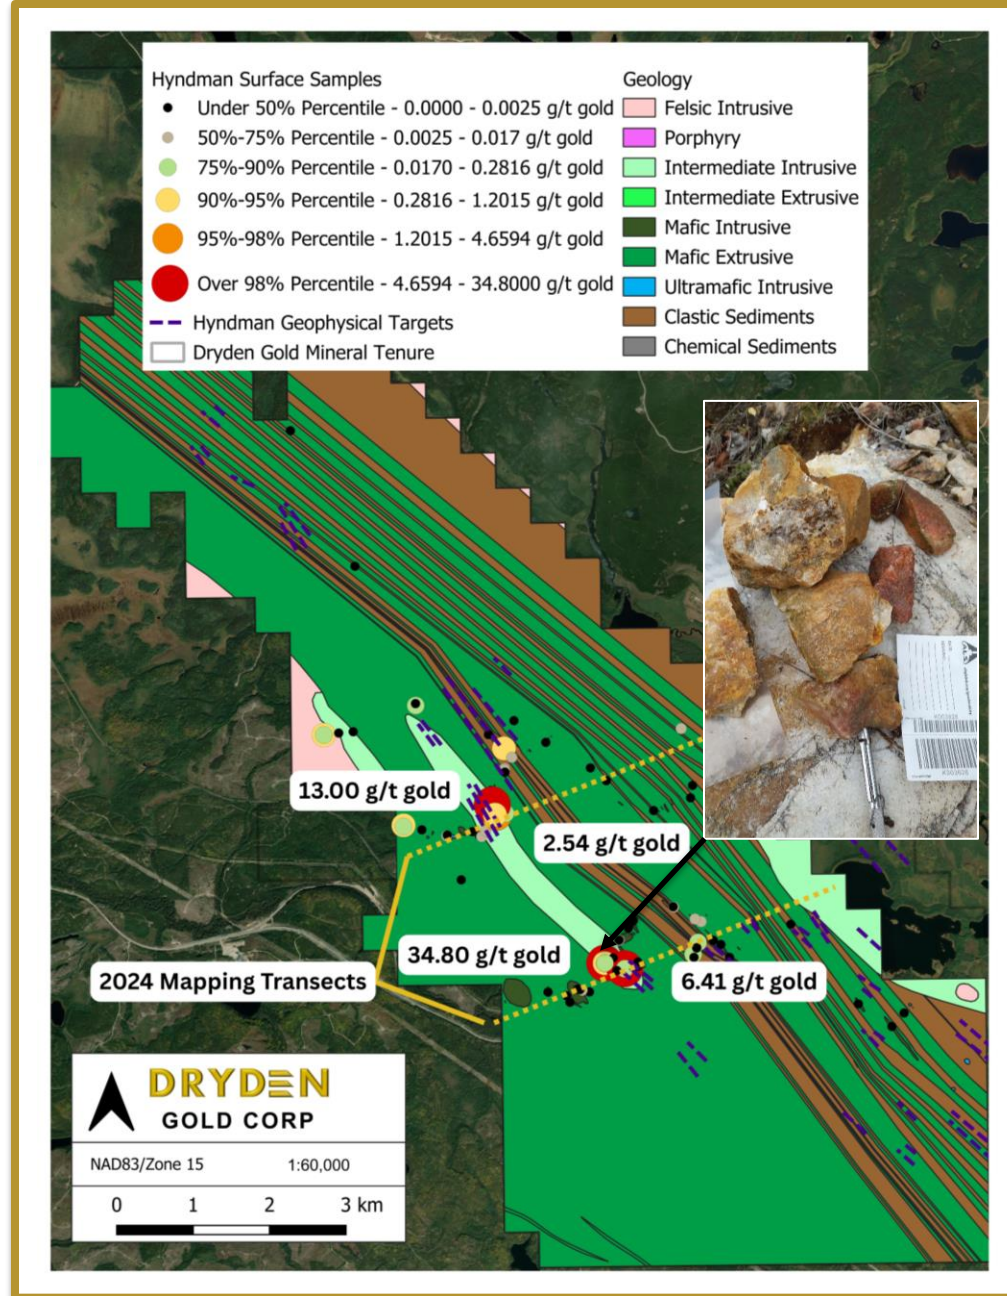 Hyndman Surface Samples
Under 50% Percentile - 0.0000 - 0.0025 g/t gold
50%-75% Percentile - 0.0025 - 0.017 g/t gold
75%-90% Percentile - 0.0170 - 0.2816 g/t gold
90%-95% Percentile - 0.2816 - 1.2015 g/t gold
95%-98% Percentile - 1.2015 - 4.6594 g/t gold
Over 98% Percentile - 4.6594 - 34.8000 g/t gold
Hyndman Geophysical Targets
Dryden Gold Mineral Tenure
Geology
Felsic Intrusive
Porphyry
Intermediate Intrusive
Intermediate Extrusive
Mafic Intrusive
Mafic Extrusive
Ultramafic Intrusive
Clastic Sediments
Chemical Sediments
13.00 g/t gold
2.54 g/t gold
34.80 g/t gold
6.41 g/t gold
2024 Mapping Transects
DRYDEN
GOLD CORP
NAD83/Zone 15 1:60,000
0 1 2 3 km